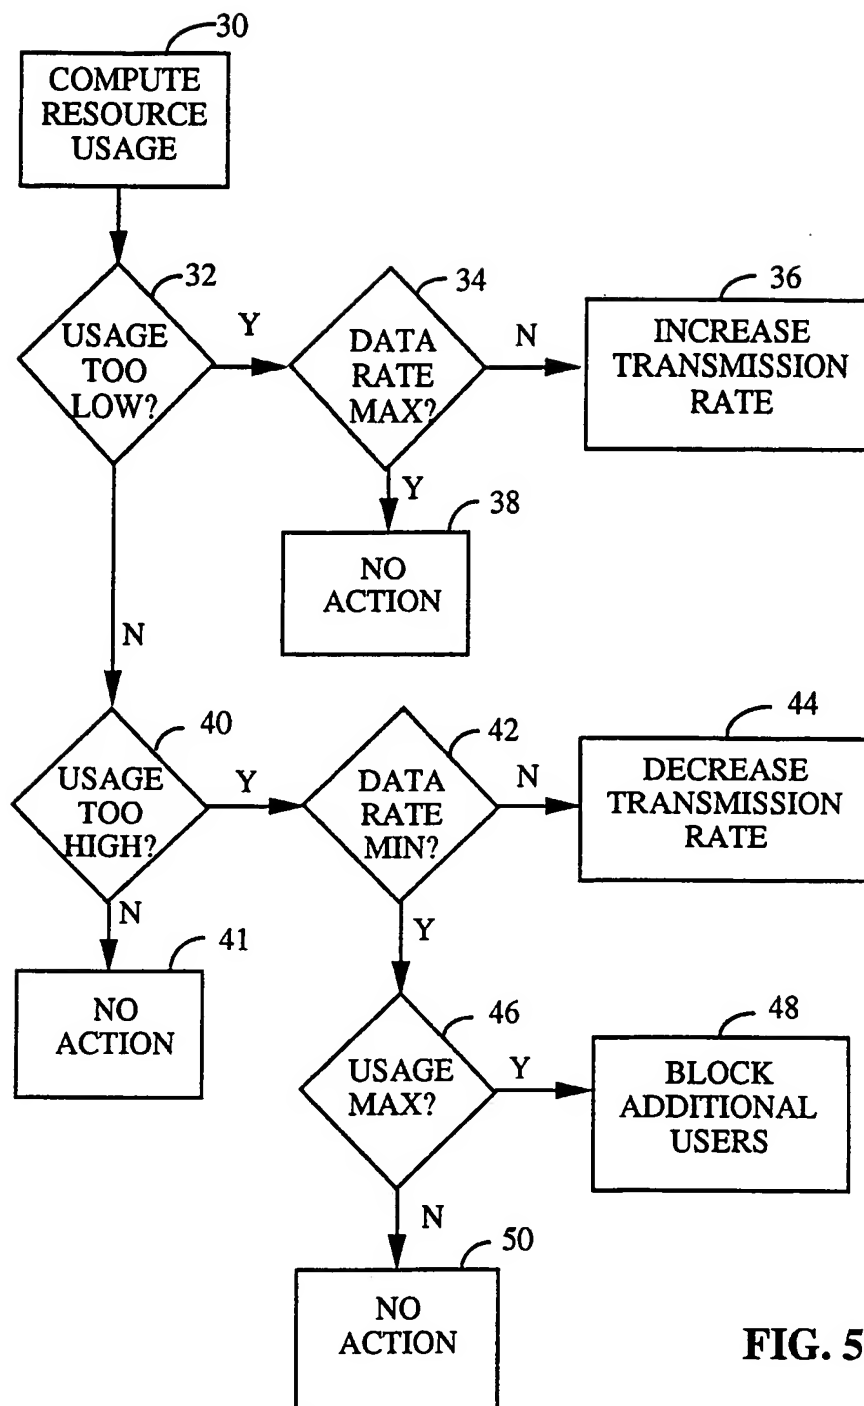 30
COMPUTE
RESOURCE
USAGE
32
USAGE
TOO
LOW?
Y
34
DATA
RATE
MAX?
N
36
INCREASE
TRANSMISSION
RATE
Y
38
NO
ACTION
N
40
USAGE
TOO
HIGH?
Y
42
DATA
RATE
MIN?
N
44
DECREASE
TRANSMISSION
RATE
N
41
NO
ACTION
Y
46
USAGE
MAX?
Y
48
BLOCK
ADDITIONAL
USERS
N
50
NO
ACTION
FIG. 5